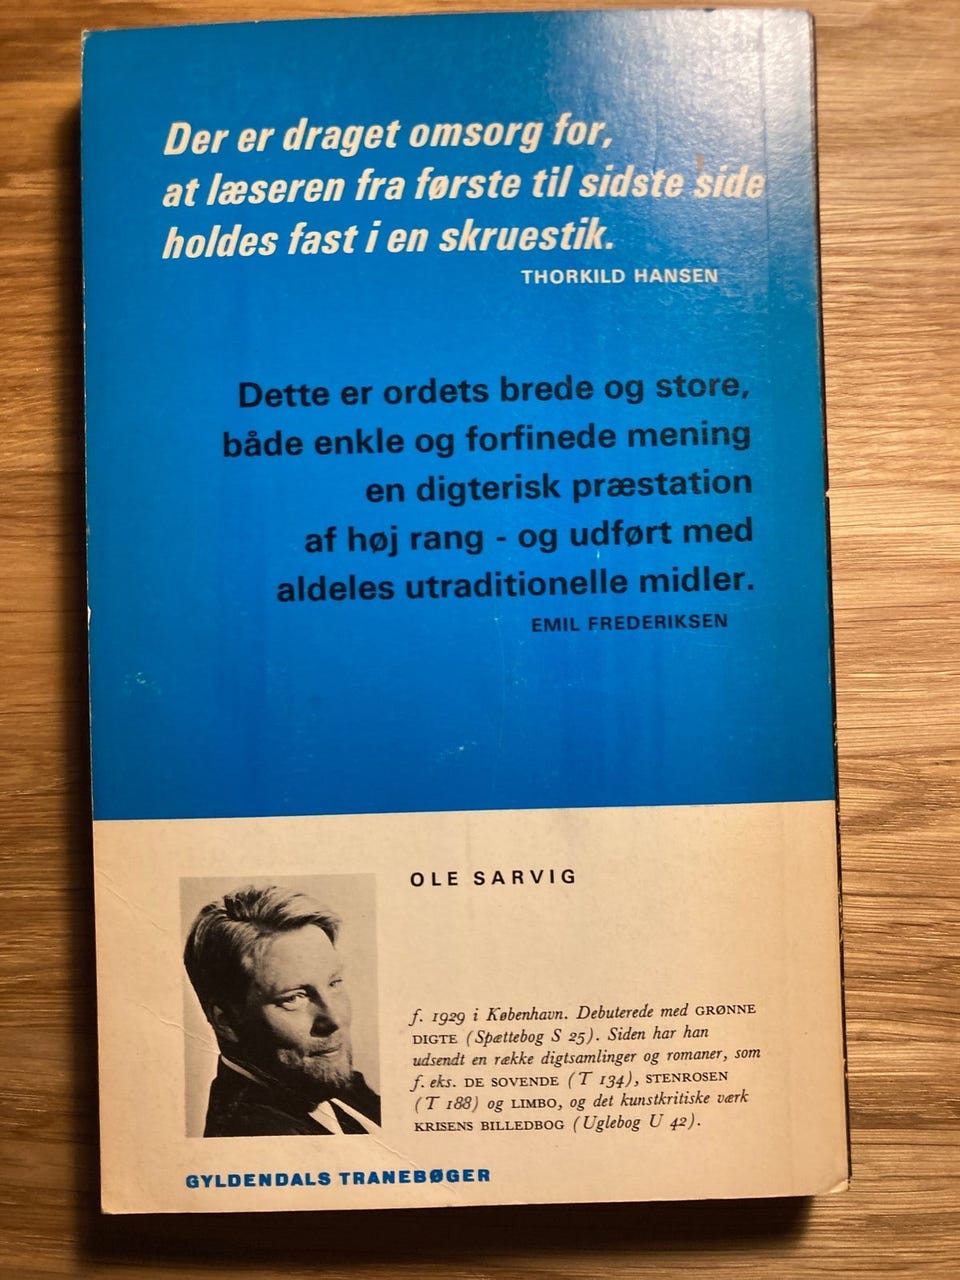 Der er draget omsorg for,
at læseren fra første til sidste side
holdes fast i en skruestik.
THORKILD HANSEN
Dette er ordets brede og store,
både enkle og forfinede mening
en digterisk præstation
af høj rang - og udført med
aldeles utraditionelle midler.
EMIL FREDERIKSEN
OLE SARVIG
f. 1929 i København. Debuterede med GRØNNE
DIGTE (Spættebog S 25). Siden har han
udsendt en række digtsamlinger og romaner, som
f. eks. DE SOVENDE (T 134), STENROSEN
(T 188) og LIMBO, og det kunstkritiske værk
KRISENS BILLEDBOG (Uglebog U 42).
GYLDENDALS TRANEBØGER